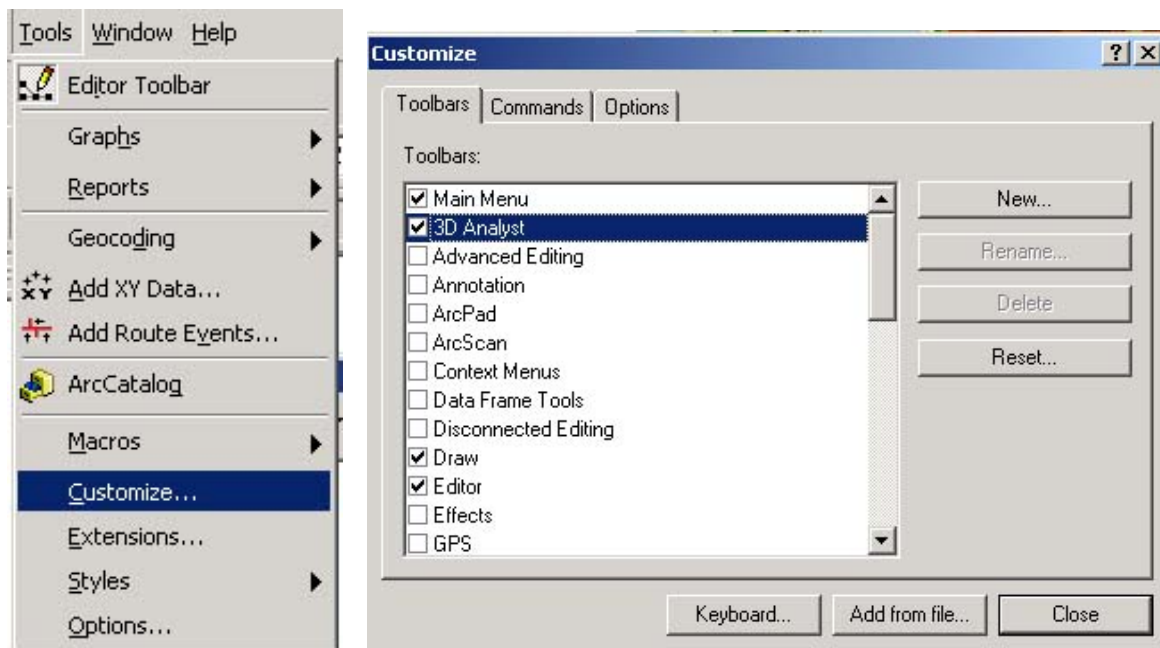 Tools Window Help
Editor Toolbar
Graphs
Reports
Geocoding
Add XY Data...
Add Route Events...
ArcCatalog
Macros
Customize...
Extensions...
Styles
Options...
Customize
Toolbars Commands Options
Toolbars:
Main Menu
3D Analyst
Advanced Editing
Annotation
ArcPad
ArcScan
Context Menus
Data Frame Tools
Disconnected Editing
Draw
Editor
Effects
GPS
New...
Rename...
Delete
Reset...
Keyboard... Add from file... Close